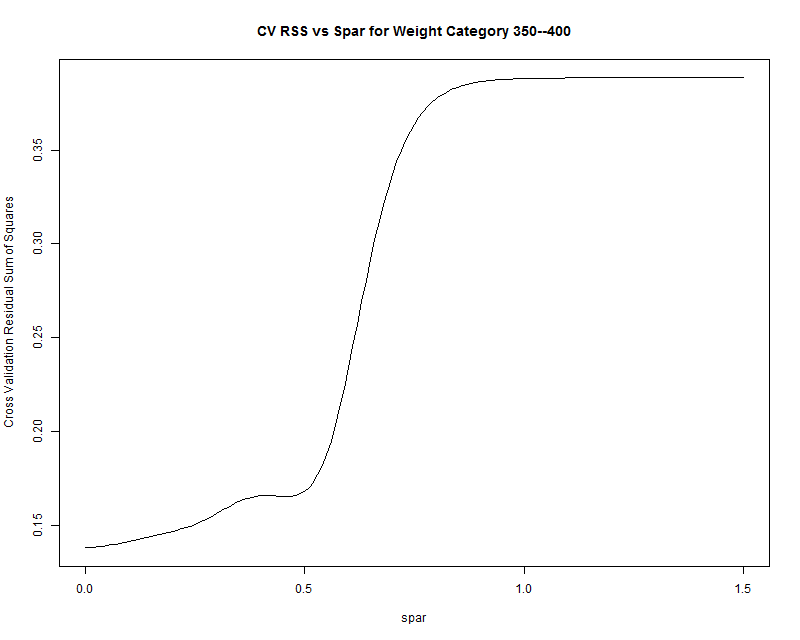 CV RSS vs Spar for Weight Category 350--400
Cross Validation Residual Sum of Squares
0.35
0.30
0.25
0.20
0.15
0.0 0.5 1.0 1.5
spar